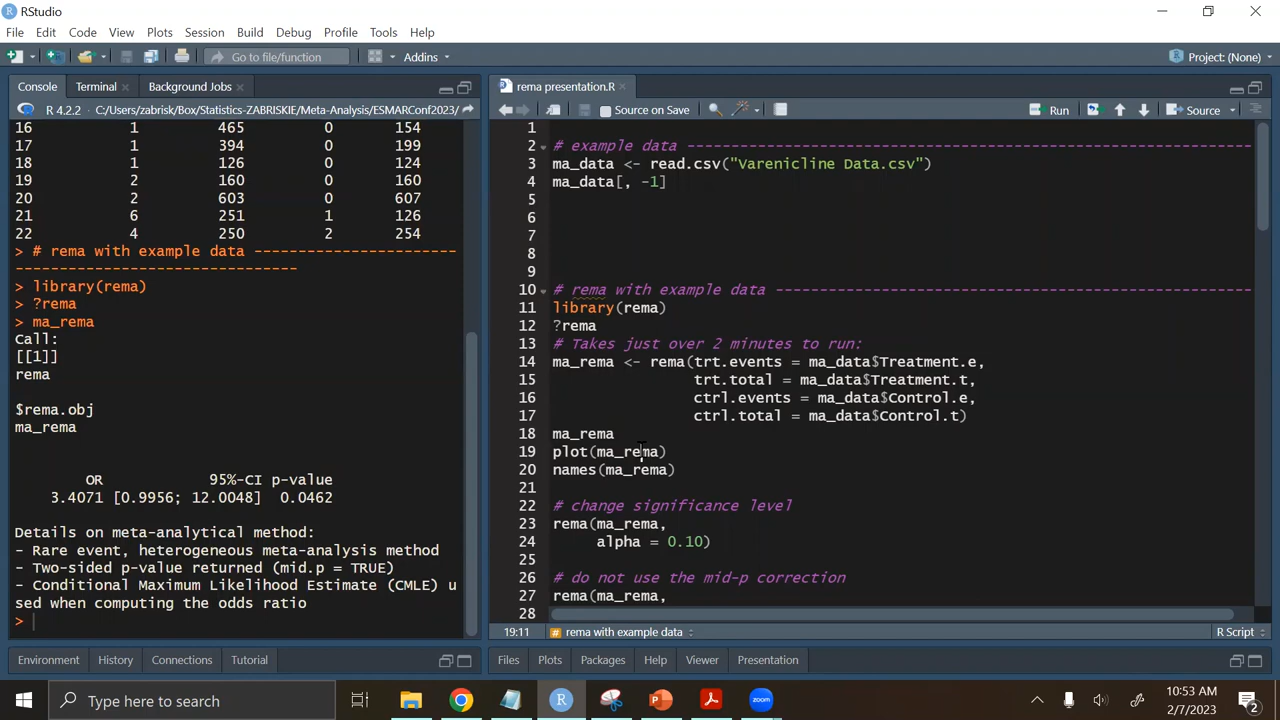 RStudio
File Edit Code View Plots Session Build Debug Profile Tools Help
Go to file/function Addins Project: (None)
Console Terminal Background Jobs
R 4.2.2 C:/Users/zabrisk/Box/Statistics-ZABRISKIE/Meta-Analysis/ESMARConf2023/
16 1 465 0 154
17 1 394 0 199
18 1 126 0 124
19 2 160 0 160
20 2 603 0 607
21 6 251 1 126
22 4 250 2 254
> # rema with example data -------------------------
--------------------------------
> library(rema)
> ?rema
> ma_rema
Call:
[[1]]
rema
$rema.obj
ma_rema
OR 95%-CI p-value
3.4071 [0.9956; 12.0048] 0.0462
Details on meta-analytical method:
- Rare event, heterogeneous meta-analysis method
- Two-sided p-value returned (mid.p = TRUE)
- Conditional Maximum Likelihood Estimate (CMLE) u
sed when computing the odds ratio
>
rema presentation.R
Source on Save Run Source
1
2 # example data ----------------------------------------------------------------
3 ma_data <- read.csv("Varenicline Data.csv")
4 ma_data[, -1]
5
6
7
8
9
10 # rema with example data ------------------------------------------------------
11 library(rema)
12 ?rema
13 # Takes just over 2 minutes to run:
14 ma_rema <- rema(trt.events = ma_data$Treatment.e,
15 trt.total = ma_data$Treatment.t,
16 ctrl.events = ma_data$Control.e,
17 ctrl.total = ma_data$Control.t)
18 ma_rema
19 plot(ma_rema)
20 names(ma_rema)
21
22 # change significance level
23 rema(ma_rema,
24 alpha = 0.10)
25
26 # do not use the mid-p correction
27 rema(ma_rema,
28
19:11 rema with example data R Script
Environment History Connections Tutorial
Files Plots Packages Help Viewer Presentation
Type here to search
10:53 AM
2/7/2023
2